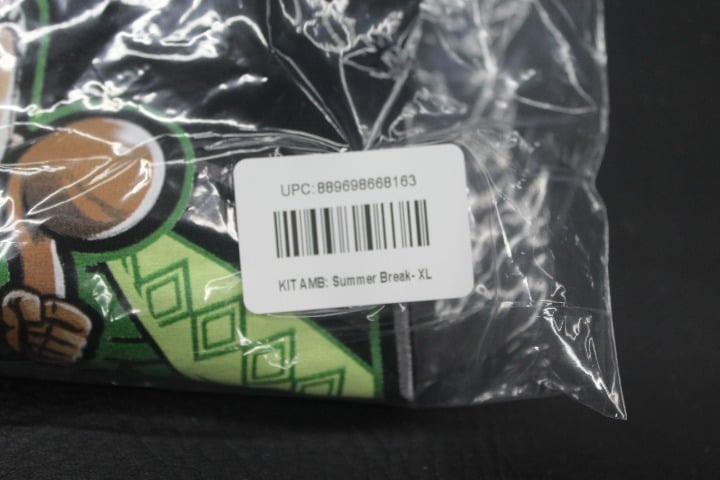 UPC:889698668163
KIT AMB: Summer Break- XL